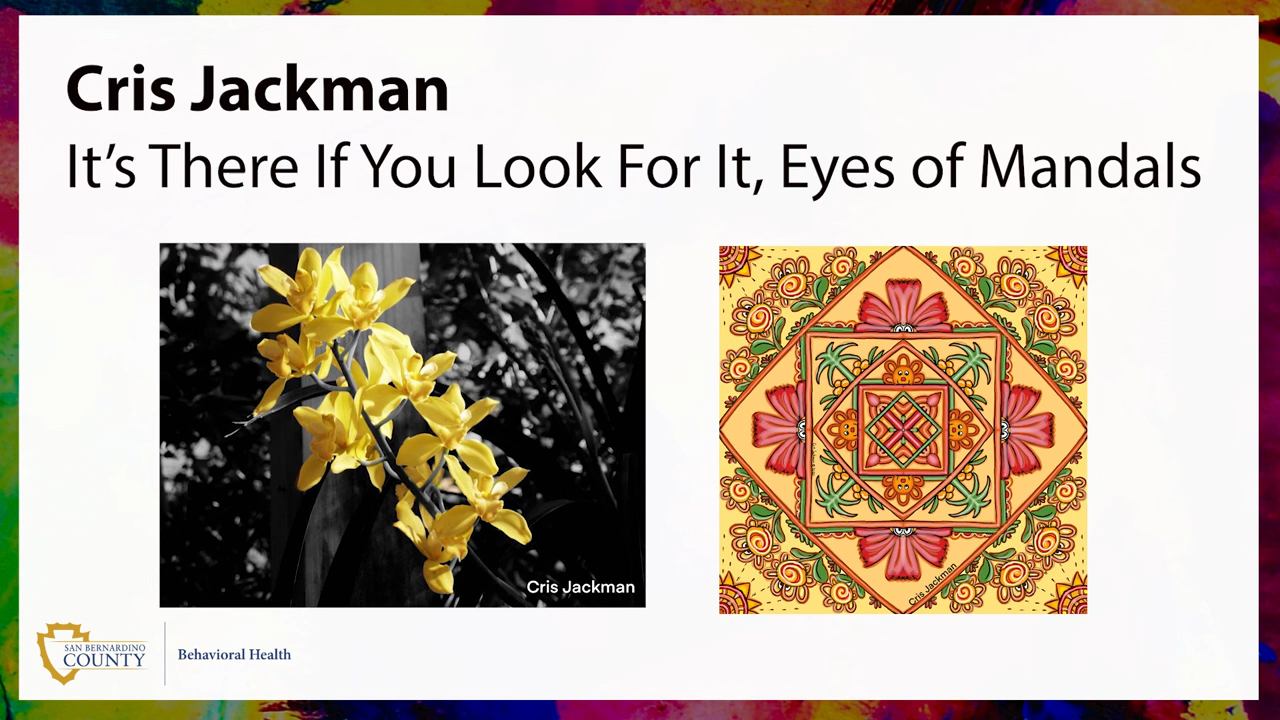 Cris Jackman
It's There If You Look For It, Eyes of Mandals
Cris Jackman
Cris Jackman
SAN BERNARDINO
COUNTY
Behavioral Health